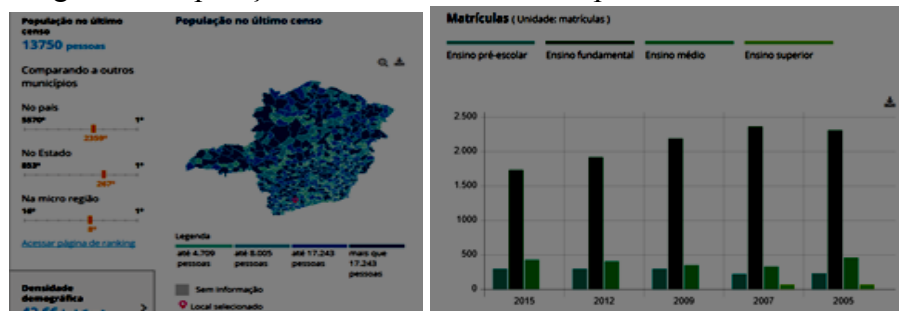 População no último
censo
13750 pessoas
Comparando a outros
municípios
No país
5570º 1º
2359º
No Estado
853º 1º
267º
Na micro região
16º 1º
8º
Acessar página de ranking
Densidade
demográfica
População no último censo
Legenda
até 4.709
pessoas
até 8.005
pessoas
até 17.243
pessoas
mais que
17.243
pessoas
Sem informação
Local selecionado
Matrículas ( Unidade: matrículas )
Ensino pré-escolar Ensino fundamental Ensino médio Ensino superior
2.500
2.000
1.500
1000
500
0
2015 2012 2009 2007 2005